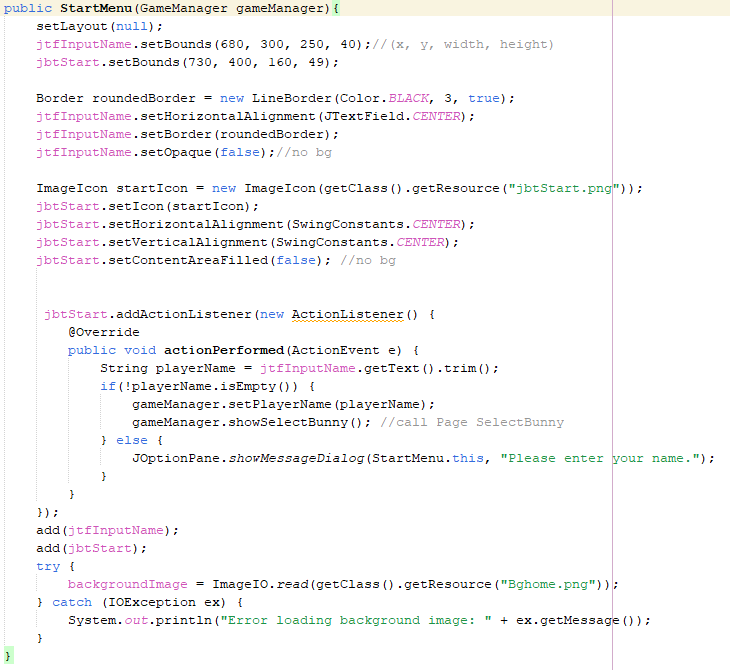 public StartMenu(GameManager gameManager){
setLayout(null);
jtfInputName.setBounds(680, 300, 250, 40);//(x, y, width, height)
jbtStart.setBounds(730, 400, 160, 49);
Border roundedBorder = new LineBorder(Color.BLACK, 3, true);
jtfInputName.setHorizontalAlignment(JTextField.CENTER);
jtfInputName.setBorder(roundedBorder);
jtfInputName.setOpaque(false);//no bg
ImageIcon startIcon = new ImageIcon(getClass().getResource("jbtStart.png"));
jbtStart.setIcon(startIcon);
jbtStart.setHorizontalAlignment(SwingConstants.CENTER);
jbtStart.setVerticalAlignment(SwingConstants.CENTER);
jbtStart.setContentAreaFilled(false); //no bg
jbtStart.addActionListener(new ActionListener() {
@Override
public void actionPerformed(ActionEvent e) {
String playerName = jtfInputName.getText().trim();
if(!playerName.isEmpty()) {
gameManager.setPlayerName(playerName);
gameManager.showSelectBunny(); //call Page SelectBunny
} else {
JOptionPane.showMessageDialog(StartMenu.this, "Please enter your name.");
}
}
});
add(jtfInputName);
add(jbtStart);
try {
backgroundImage = ImageIO.read(getClass().getResource("Bghome.png"));
} catch (IOException ex) {
System.out.println("Error loading background image: " + ex.getMessage());
}
}